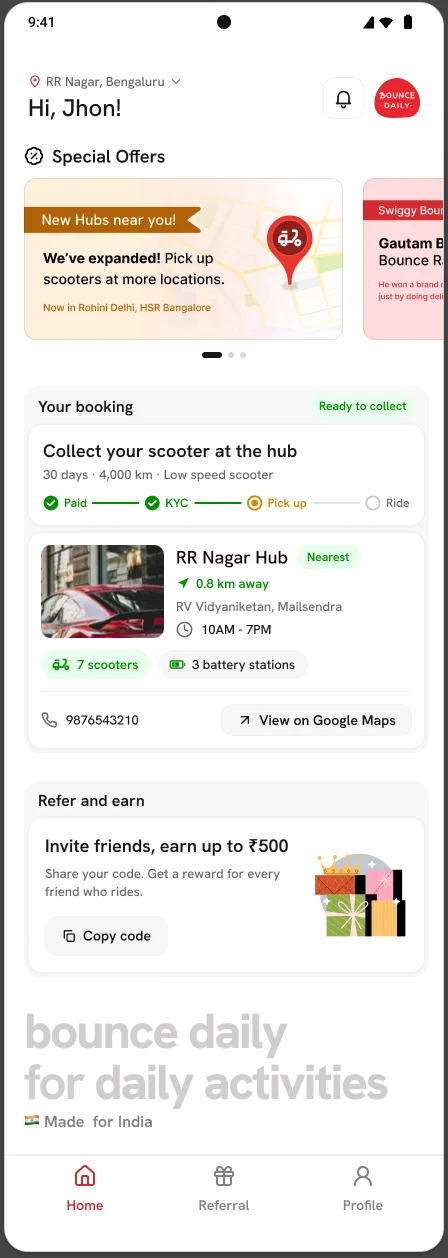 9:41
RR Nagar, Bengaluru
Hi, Jhon!
BOUNCE
-DAILY-
Special Offers
New Hubs near you!
We've expanded! Pick up
scooters at more locations.
Now in Rohini Delhi, HSR Bangalore
Swiggy Boun
Gautam B
Bounce R
He won a brand
just by doing deli
Your booking
Ready to collect
Collect your scooter at the hub
30 days · 4,000 km · Low speed scooter
Paid
KYC
Pick up
Ride
RR Nagar Hub
Nearest
0.8 km away
RV Vidyaniketan, Mailsendra
10AM - 7PM
7 scooters
3 battery stations
9876543210
View on Google Maps
Refer and earn
Invite friends, earn up to ₹500
Share your code. Get a reward for every
friend who rides.
Copy code
bounce daily
for daily activities
🇮🇳 Made for India
Home
Referral
Profile